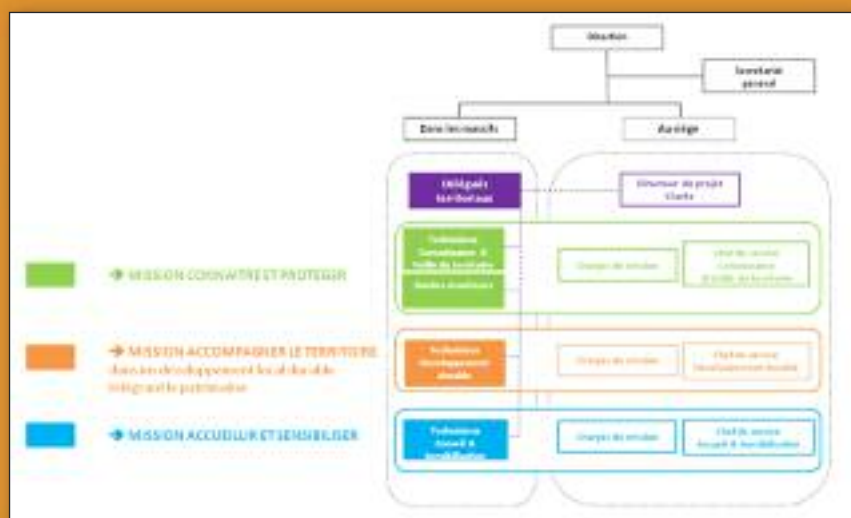 Direction
Secrétariat
général
Dans les massifs
Au siège
Délégués
territoriaux
Directeur de projet
Charte
Techniciens
Connaissance &
Veille du territoire
Gardes moniteurs
Chargés de mission
Chef de service
Connaissance
& Veille du territoire
→ MISSION CONNAITRE ET PROTEGER
→ MISSION ACCOMPAGNER LE TERRITOIRE
dans un développement local durable
intégrant le patrimoine
Techniciens
Développement
durable
Chargés de mission
Chef de service
Développement durable
→ MISSION ACCUEILLIR ET SENSIBILISER
Techniciens
Accueil &
Sensibilisation
Chargés de mission
Chef de service
Accueil & Sensibilisation